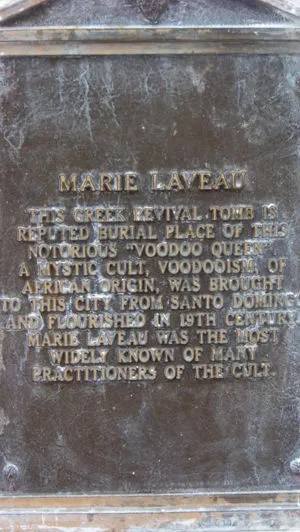 MARIE LAVEAU
THIS GREEK REVIVAL TOMB IS
REPUTED BURIAL PLACE OF THIS
NOTORIOUS "VOODOO QUEEN".
A MYSTIC CULT, VOODOOISM, OF
AFRICAN ORIGIN, WAS BROUGHT
TO THIS CITY FROM SANTO DOMINGO
AND FLOURISHED IN 19TH CENTURY.
MARIE LAVEAU WAS THE MOST
WIDELY KNOWN OF MANY
PRACTITIONERS OF THE CULT.